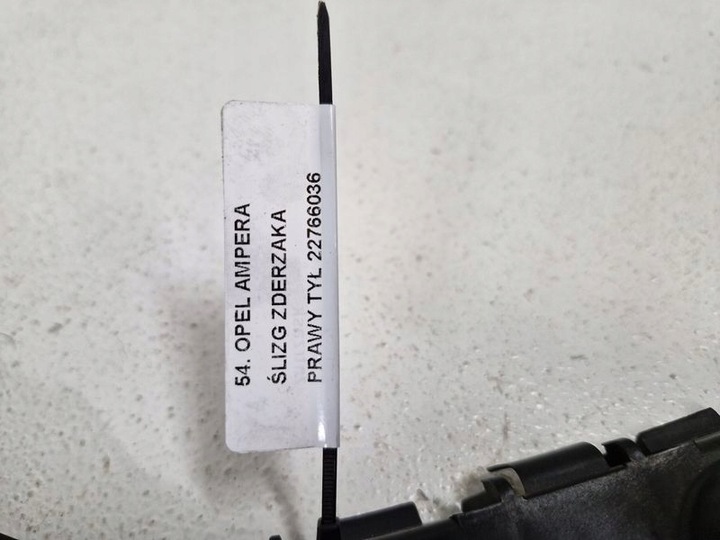 54. OPEL AMPERA
ŚLIZG ZDERZAKA
PRAWY TYŁ 22766036